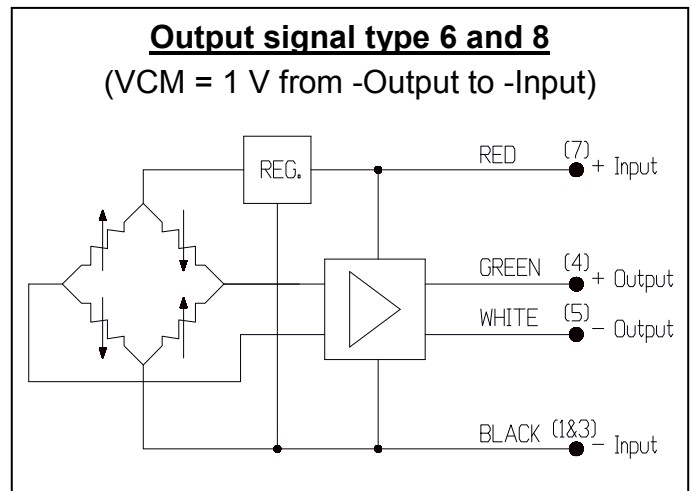 Output signal type 6 and 8
(VCM = 1 V from -Output to -Input)
REG.
RED (7) + Input
GREEN (4) + Output
WHITE (5) - Output
BLACK (1&3) - Input